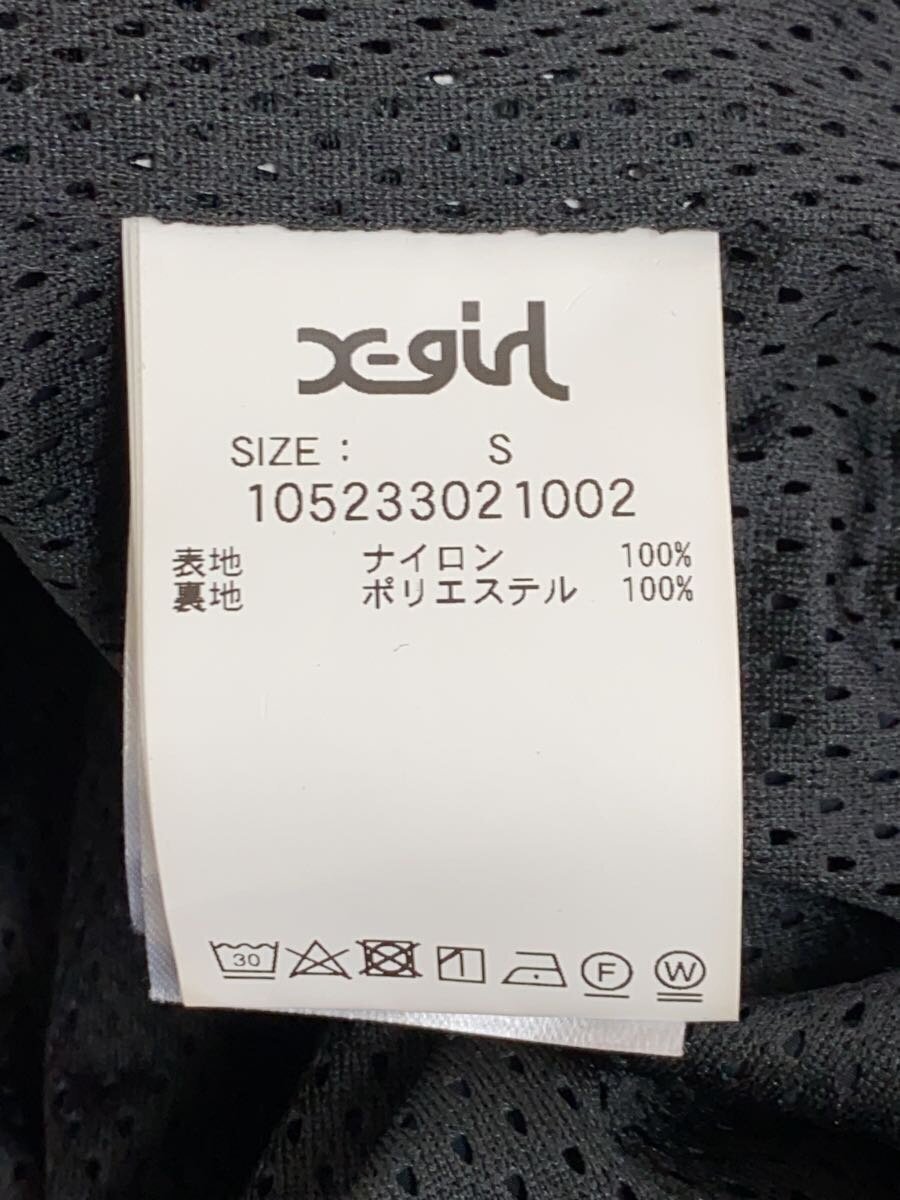 X-girl
SIZE : S
105233021002
表地 ナイロン 100%
裏地 ポリエステル 100%
30 F W